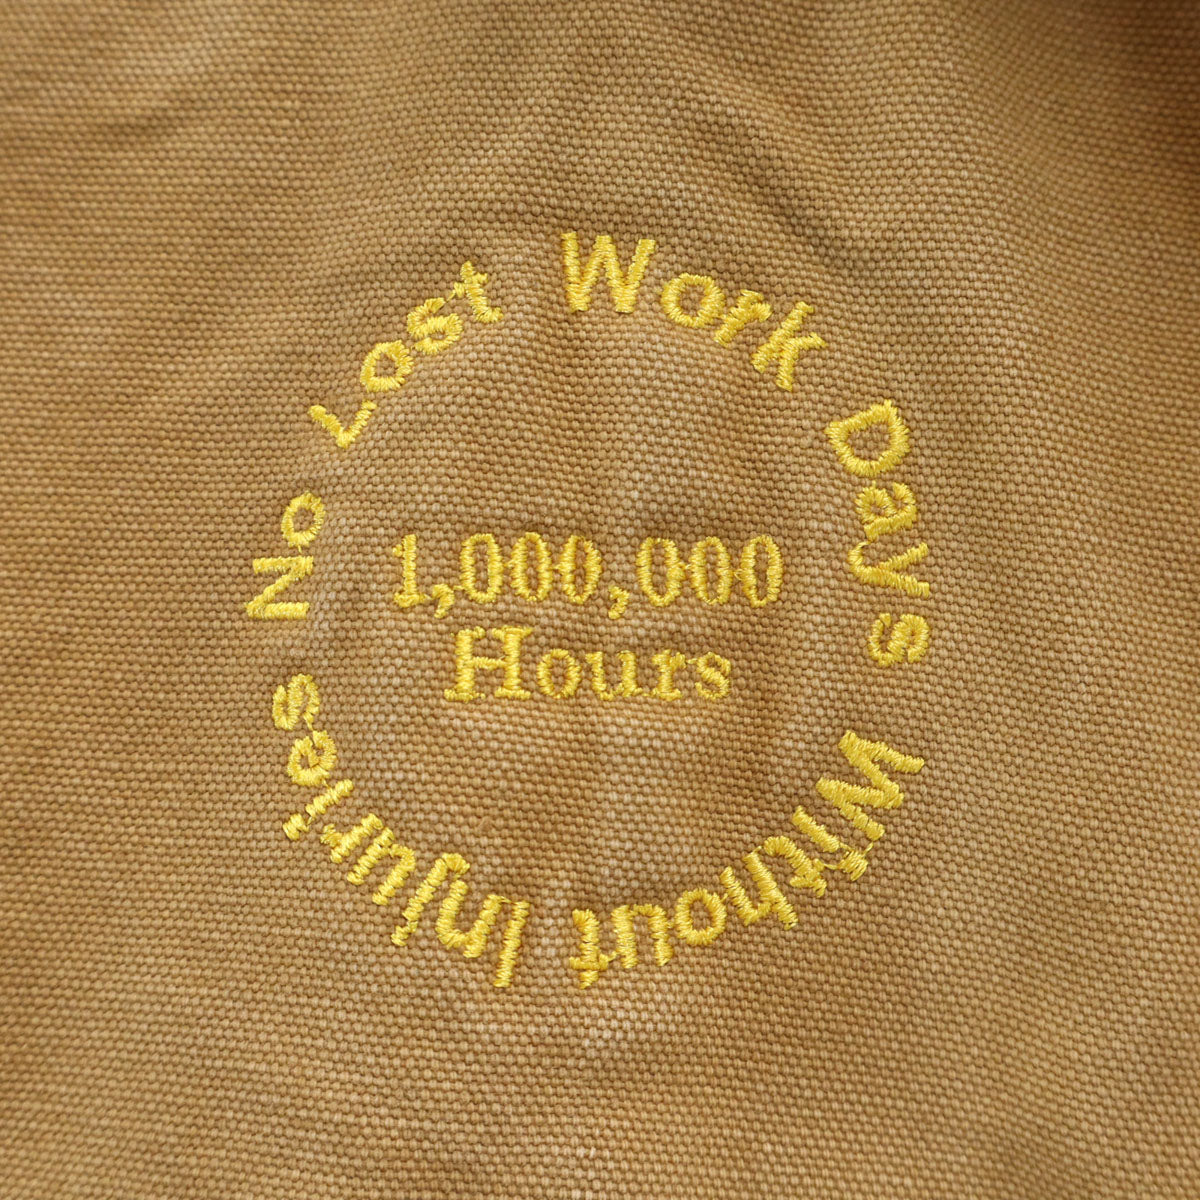 No Lost Work Days Without Injuries
1,000,000
Hours